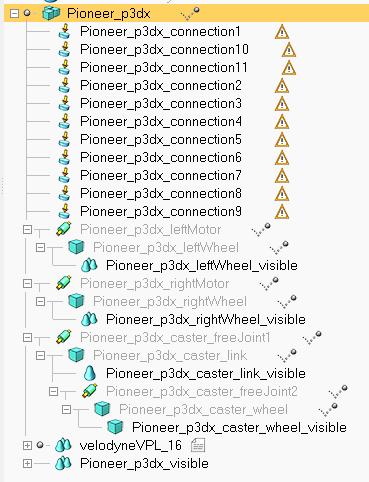 Pioneer_p3dx
Pioneer_p3dx_connection1
Pioneer_p3dx_connection10
Pioneer_p3dx_connection11
Pioneer_p3dx_connection2
Pioneer_p3dx_connection3
Pioneer_p3dx_connection4
Pioneer_p3dx_connection5
Pioneer_p3dx_connection6
Pioneer_p3dx_connection7
Pioneer_p3dx_connection8
Pioneer_p3dx_connection9
Pioneer_p3dx_leftMotor
Pioneer_p3dx_leftWheel
Pioneer_p3dx_leftWheel_visible
Pioneer_p3dx_rightMotor
Pioneer_p3dx_rightWheel
Pioneer_p3dx_rightWheel_visible
Pioneer_p3dx_caster_freeJoint1
Pioneer_p3dx_caster_link
Pioneer_p3dx_caster_link_visible
Pioneer_p3dx_caster_freeJoint2
Pioneer_p3dx_caster_wheel
Pioneer_p3dx_caster_wheel_visible
velodyneVPL_16
Pioneer_p3dx_visible